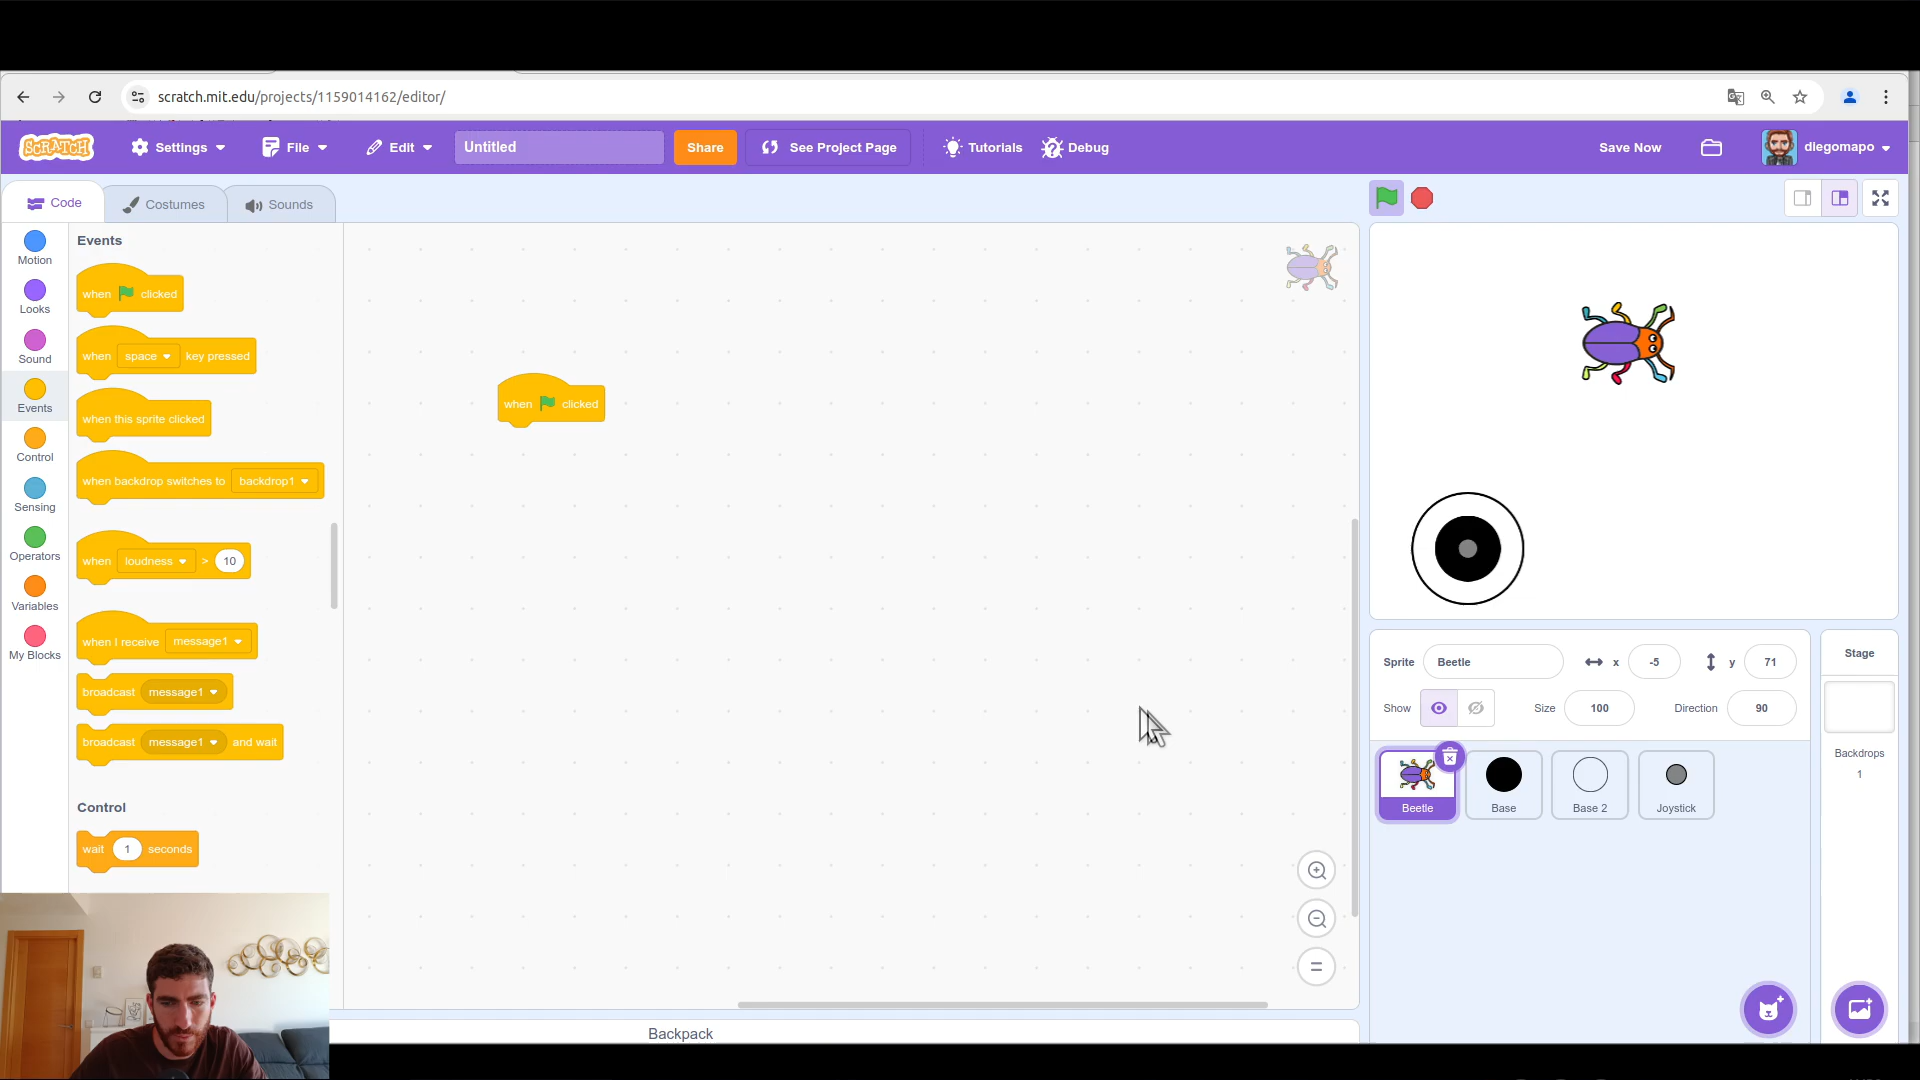 scratch.mit.edu/projects/1159014162/editor/
SCRATCH
Settings
File
Edit
Untitled
Share
See Project Page
Tutorials
Debug
Save Now
diegomapo
Code
Costumes
Sounds
Motion
Looks
Sound
Events
Control
Sensing
Operators
Variables
My Blocks
Events
when clicked
when space key pressed
when this sprite clicked
when backdrop switches to backdrop1
when loudness > 10
when I receive message1
broadcast message1
broadcast message1 and wait
Control
wait 1 seconds
when clicked
Backpack
Sprite Beetle x -5 y 71
Show Size 100 Direction 90
Beetle
Base
Base 2
Joystick
Stage
Backdrops
1